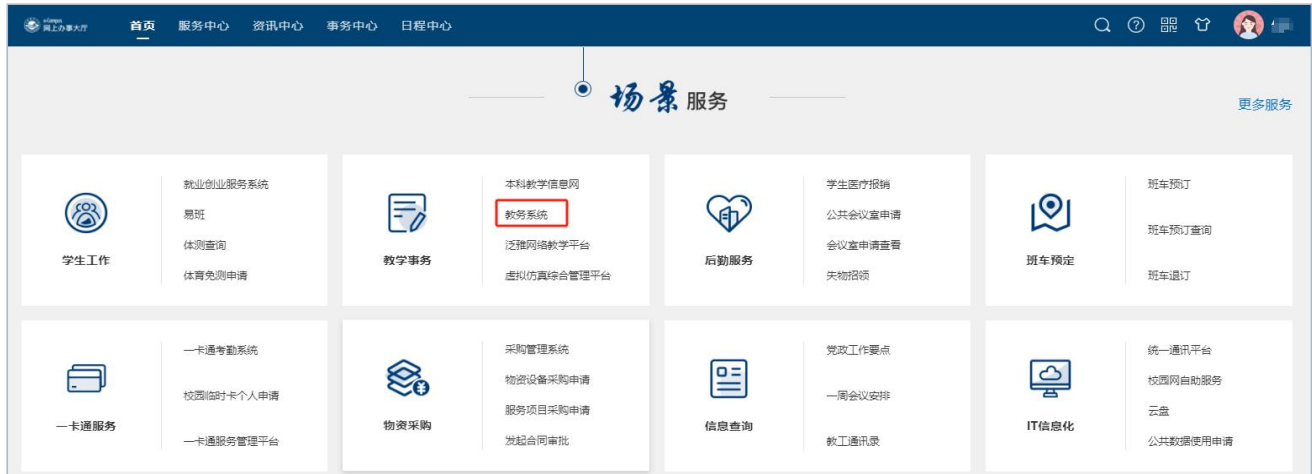 网上办事大厅 首页 服务中心 资讯中心 事务中心 日程中心
场景服务
更多服务
学生工作
就业创业服务系统
易班
体测查询
体育免测申请
教学事务
本科教学信息网
教务系统
泛雅网络教学平台
虚拟仿真综合管理平台
后勤服务
学生医疗报销
公共会议室申请
会议室申请查看
失物招领
班车预定
班车预订
班车预订查询
班车退订
一卡通服务
一卡通考勤系统
校园临时卡个人申请
一卡通服务管理平台
物资采购
采购管理系统
物资设备采购申请
服务项目采购申请
发起合同审批
信息查询
党政工作要点
一周会议安排
教工通讯录
IT信息化
统一通讯平台
校园网自助服务
云盘
公共数据使用申请